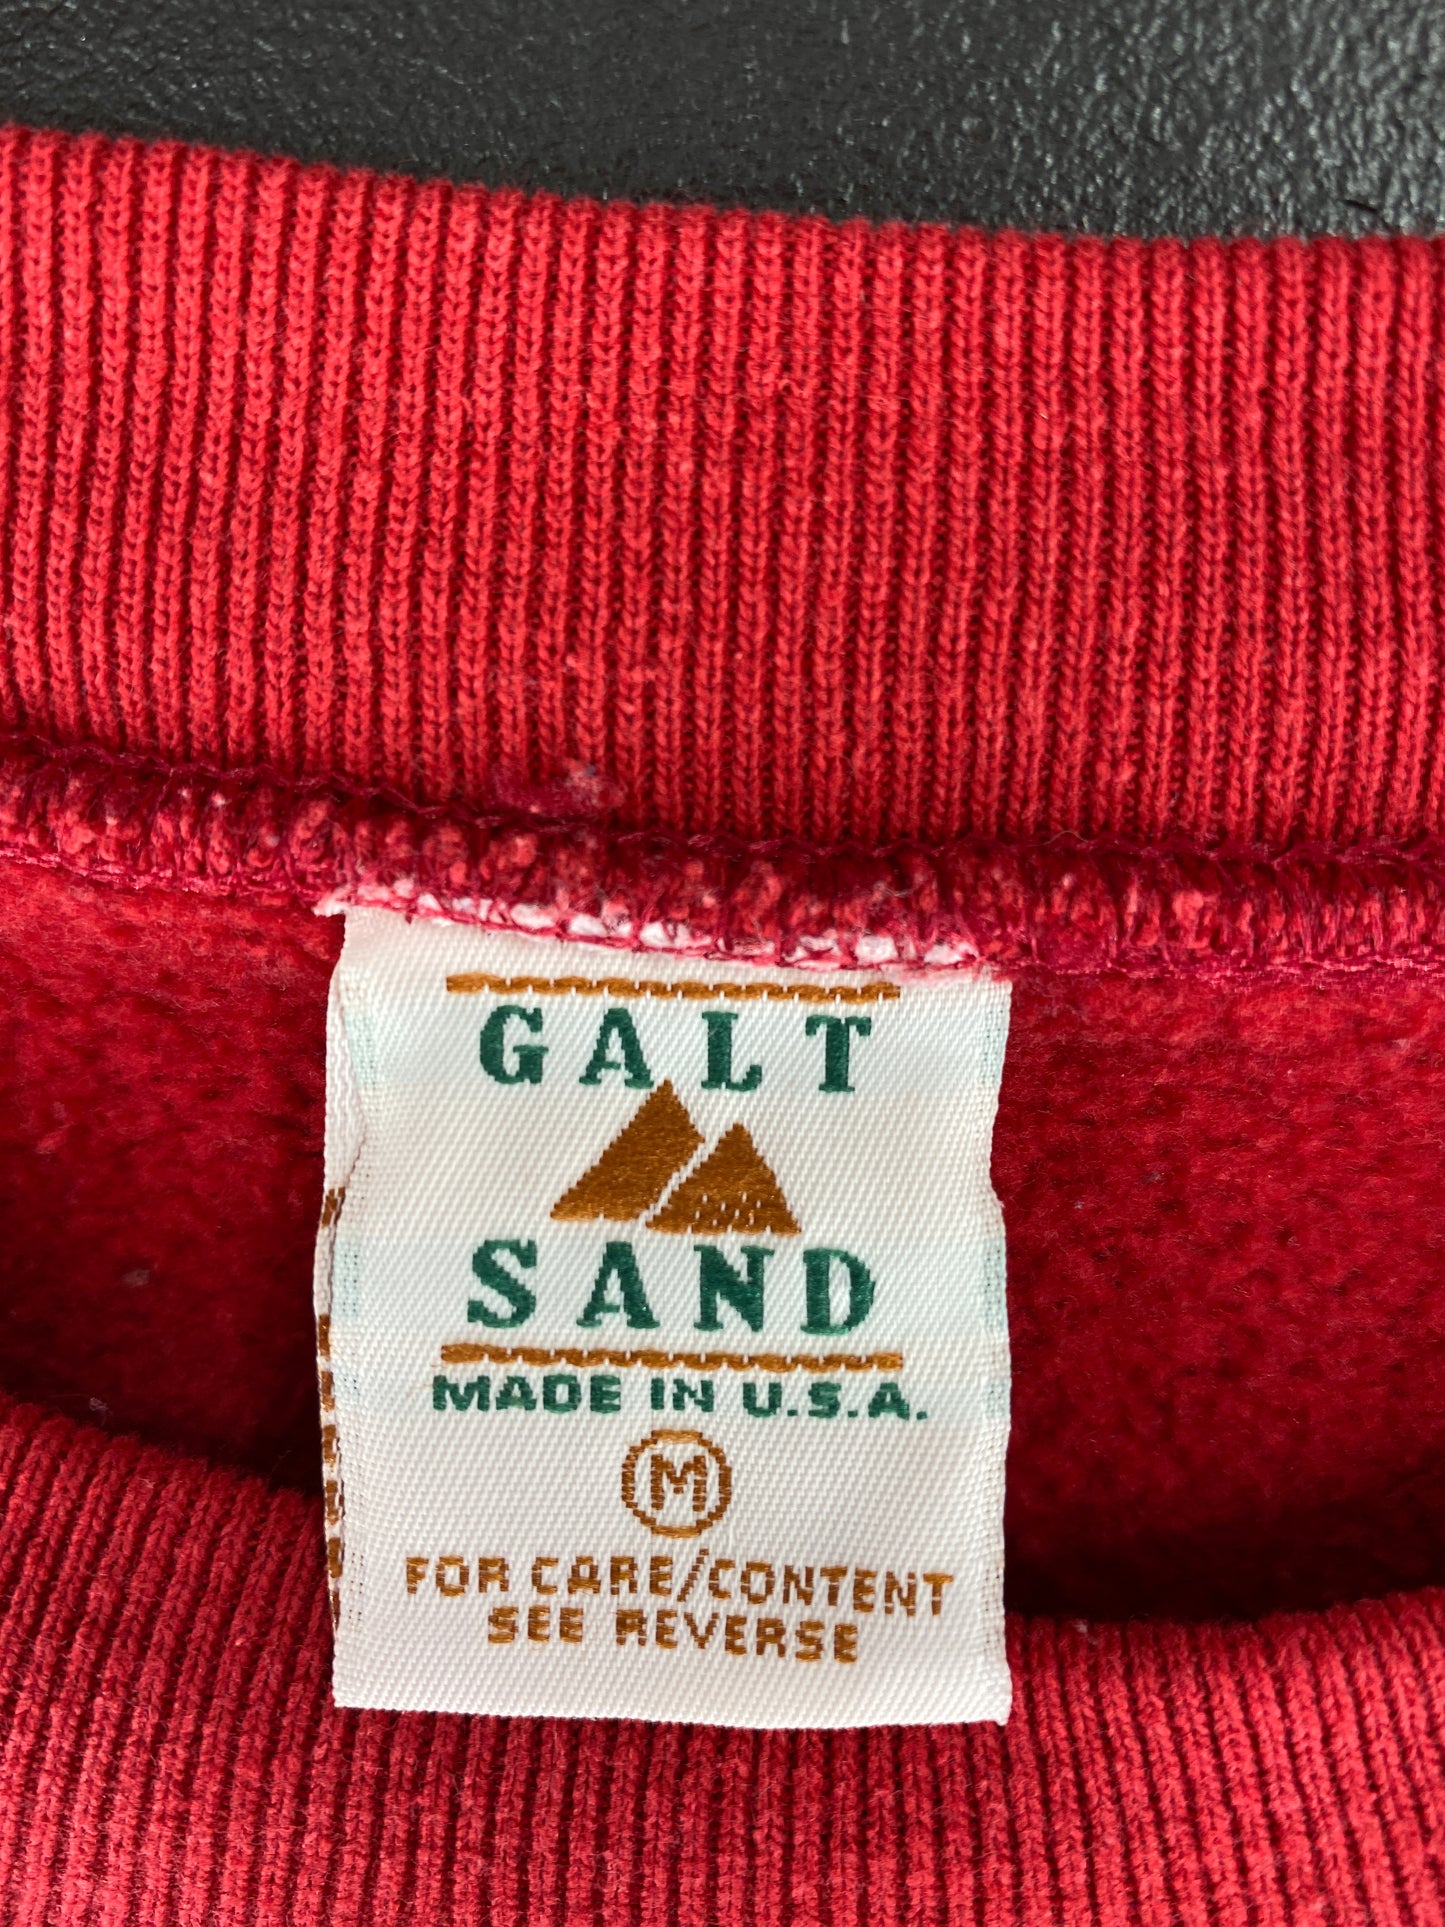 GALT
SAND
MADE IN U.S.A.
M
FOR CARE/CONTENT
SEE REVERSE